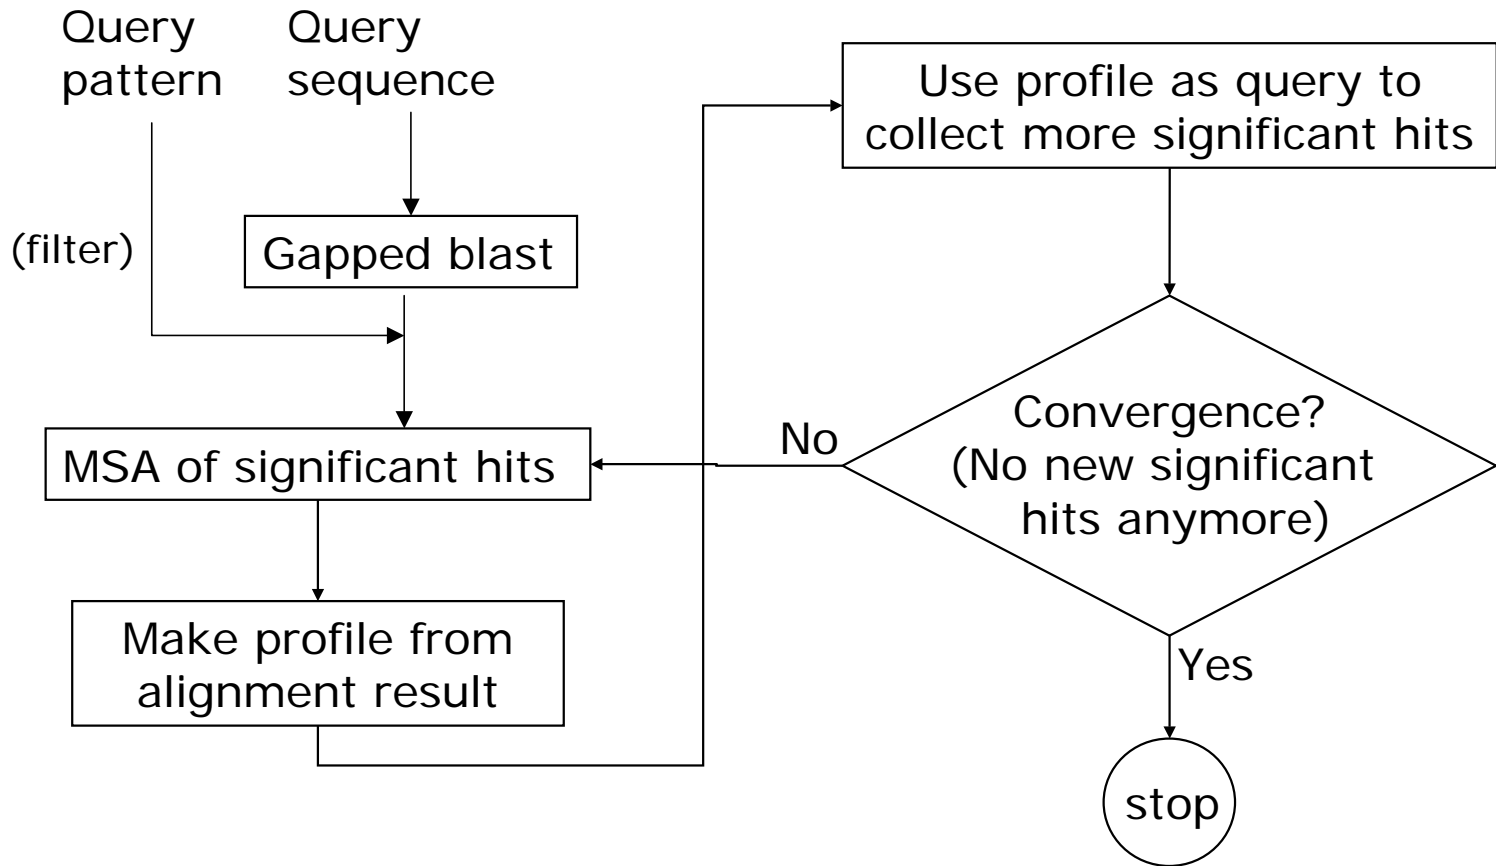 Query
pattern
Query
sequence
(filter)
Gapped blast
MSA of significant hits
Make profile from
alignment result
Use profile as query to
collect more significant hits
Convergence?
(No new significant
hits anymore)
No
Yes
stop